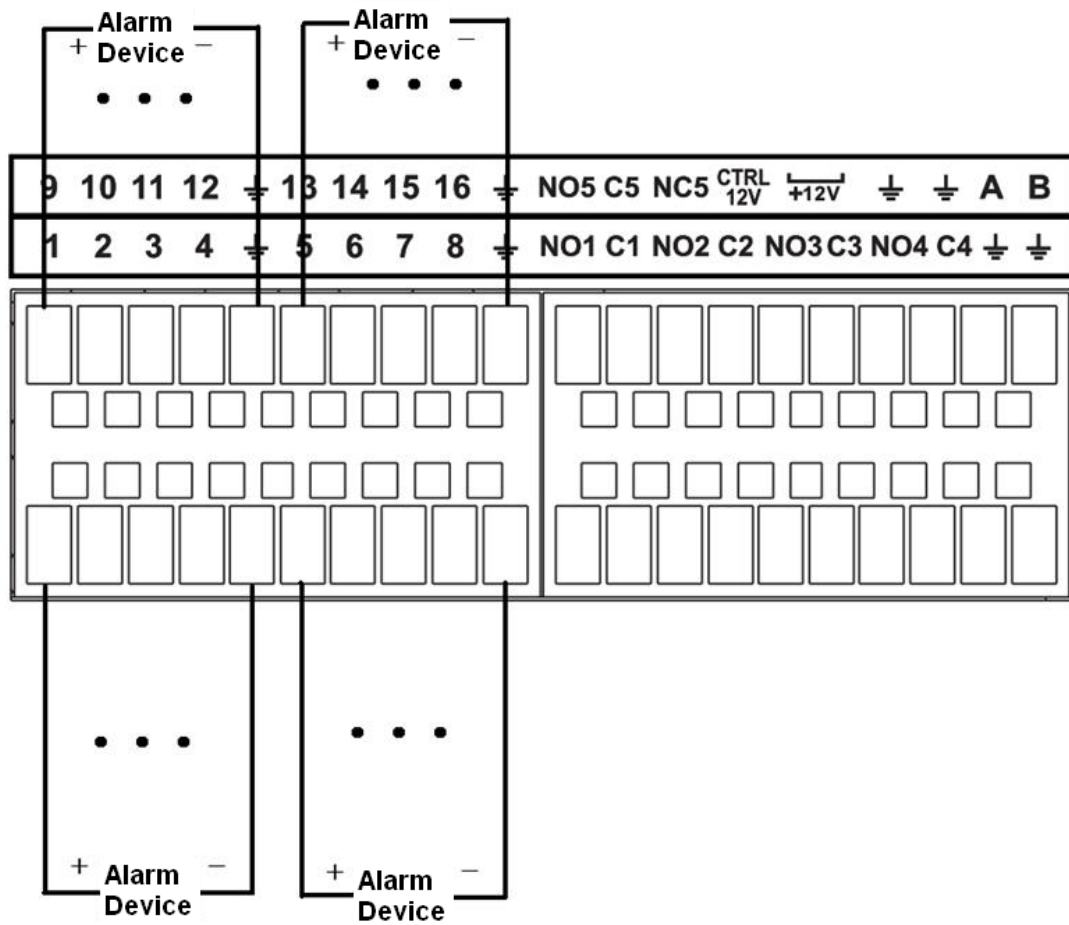 Alarm Device
+ −
Alarm Device
+ −
9 10 11 12 ⏚ 13 14 15 16 ⏚ NO5 C5 NC5 CTRL 12V +12V ⏚ ⏚ A B
1 2 3 4 ⏚ 5 6 7 8 ⏚ NO1 C1 NO2 C2 NO3 C3 NO4 C4 ⏚ ⏚
+ −
Alarm Device
+ −
Alarm Device